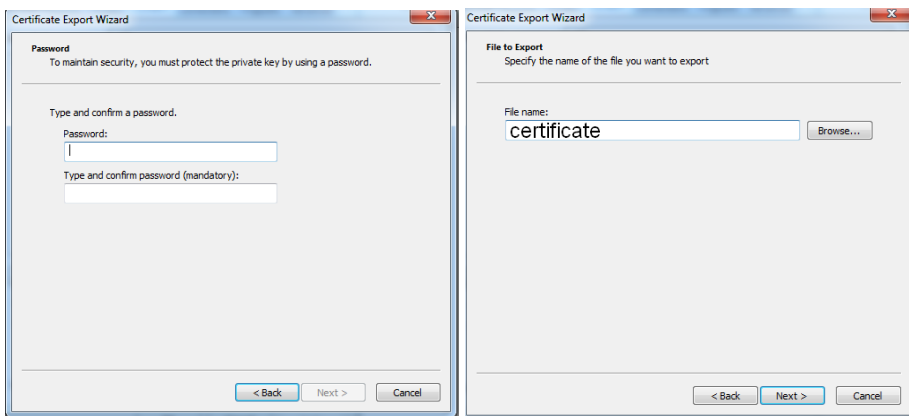 Certificate Export Wizard
Password
To maintain security, you must protect the private key by using a password.
Type and confirm a password.
Password:
Type and confirm password (mandatory):
< Back
Next >
Cancel
Certificate Export Wizard
File to Export
Specify the name of the file you want to export
File name:
certificate
Browse...
< Back
Next >
Cancel